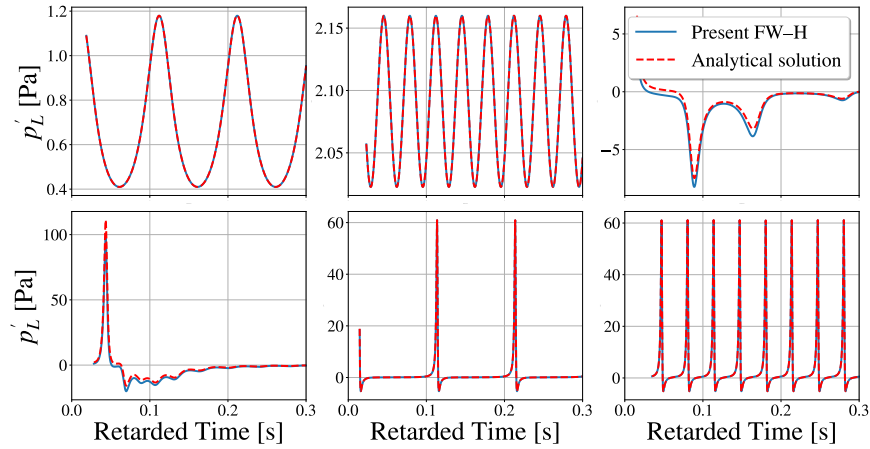 1.2
1.0
0.8
0.6
0.4
p′L [Pa]
2.15
2.10
2.05
5
0
−5
Present FW–H
Analytical solution
100
50
0
p′L [Pa]
0.0 0.1 0.2 0.3
Retarded Time [s]
60
40
20
0
0.0 0.1 0.2 0.3
Retarded Time [s]
60
40
20
0
0.0 0.1 0.2 0.3
Retarded Time [s]